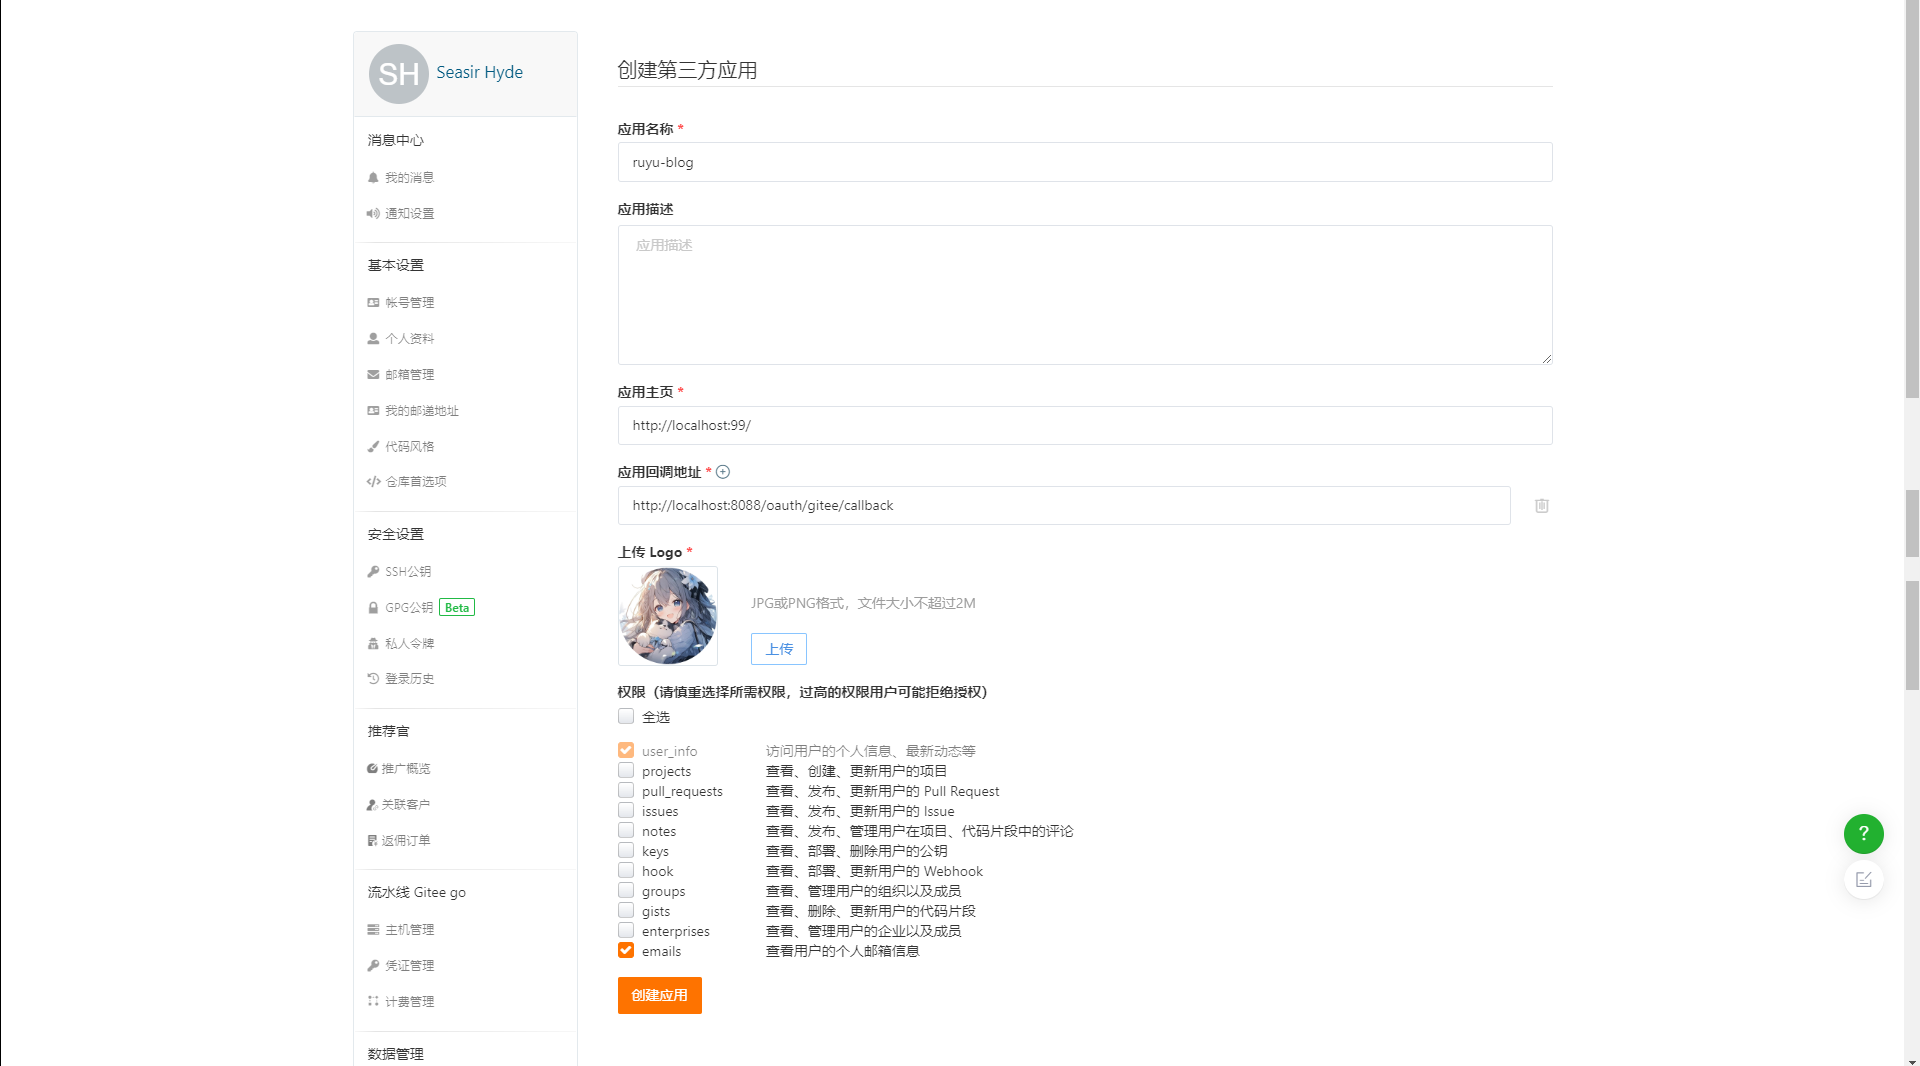 SH Seasir Hyde
消息中心
我的消息
通知设置
基本设置
帐号管理
个人资料
邮箱管理
我的邮递地址
代码风格
仓库首选项
安全设置
SSH公钥
GPG公钥 Beta
私人令牌
登录历史
推荐官
推广概览
关联客户
返佣订单
流水线 Gitee go
主机管理
凭证管理
计费管理
数据管理
创建第三方应用
应用名称 *
ruyu-blog
应用描述
应用描述
应用主页 *
http://localhost:99/
应用回调地址 *
http://localhost:8088/oauth/gitee/callback
上传 Logo *
JPG或PNG格式，文件大小不超过2M
上传
权限（请慎重选择所需权限，过高的权限用户可能拒绝授权）
全选
user_info 访问用户的个人信息、最新动态等
projects 查看、创建、更新用户的项目
pull_requests 查看、发布、更新用户的 Pull Request
issues 查看、发布、更新用户的 Issue
notes 查看、发布、管理用户在项目、代码片段中的评论
keys 查看、部署、删除用户的公钥
hook 查看、部署、更新用户的 Webhook
groups 查看、管理用户的组织以及成员
gists 查看、删除、更新用户的代码片段
enterprises 查看、管理用户的企业以及成员
emails 查看用户的个人邮箱信息
创建应用
?